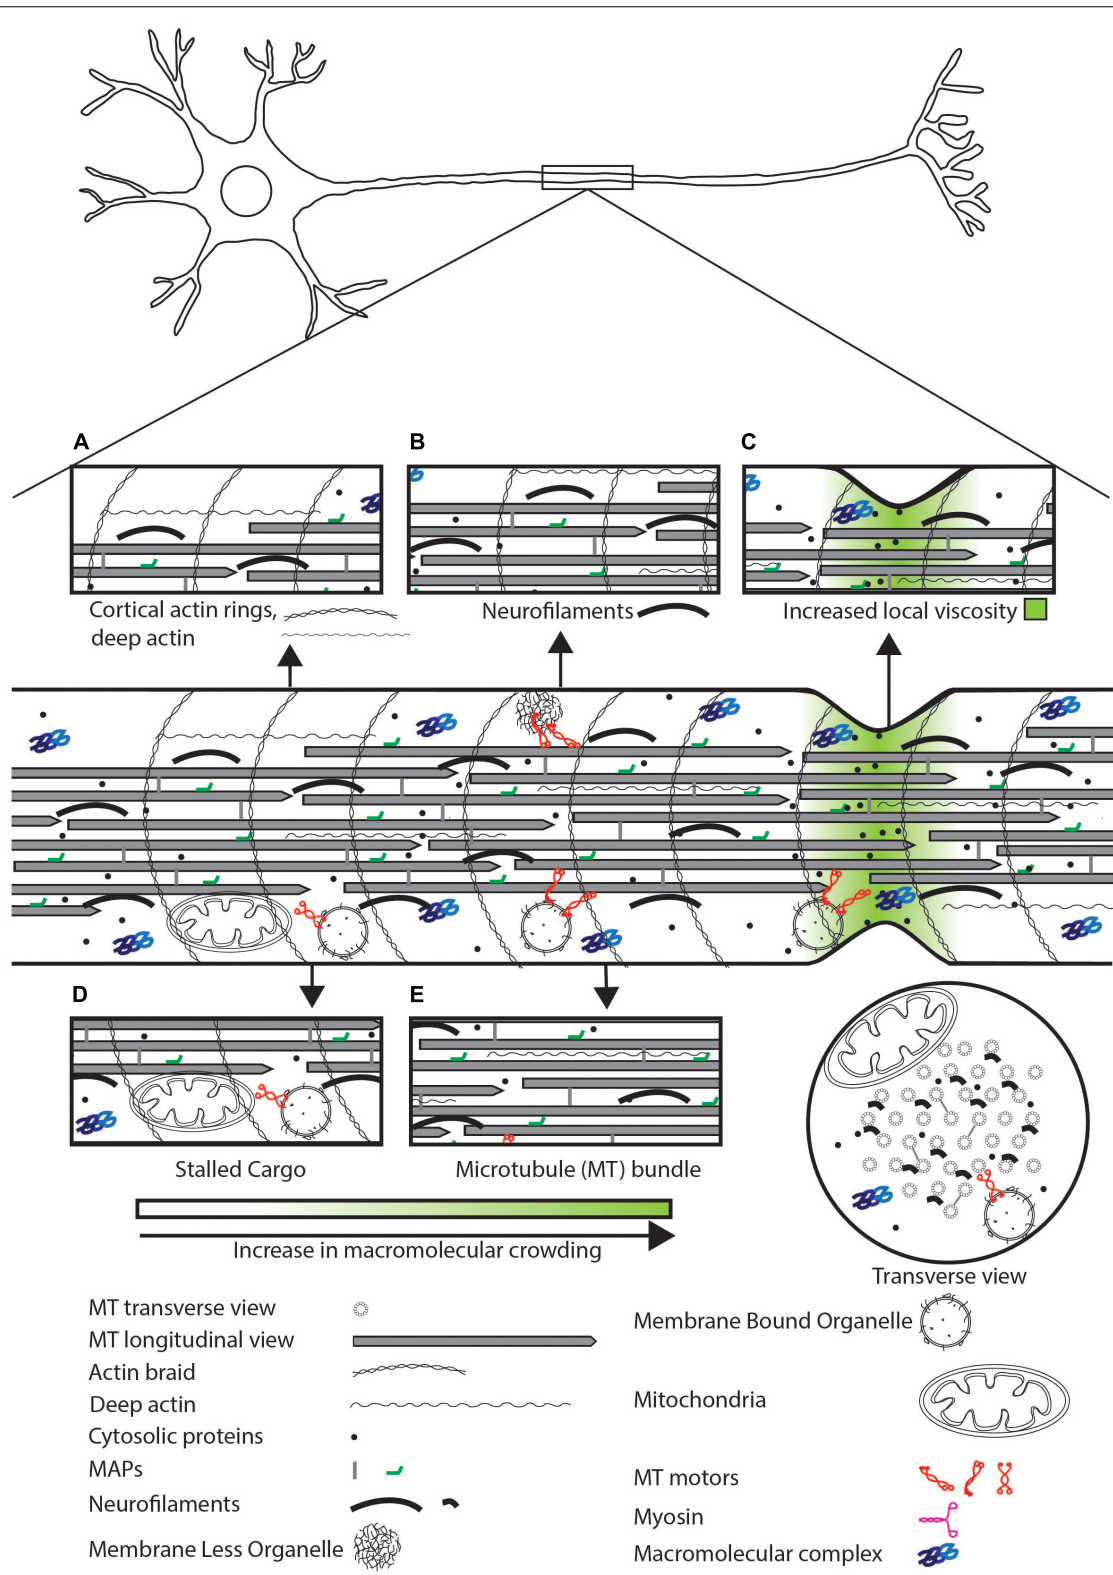 A
B
C
Cortical actin rings,
deep actin
Neurofilaments
Increased local viscosity
D
E
Stalled Cargo
Microtubule (MT) bundle
Increase in macromolecular crowding
Transverse view
MT transverse view
MT longitudinal view
Actin braid
Deep actin
Cytosolic proteins
MAPs
Neurofilaments
Membrane Less Organelle
Membrane Bound Organelle
Mitochondria
MT motors
Myosin
Macromolecular complex